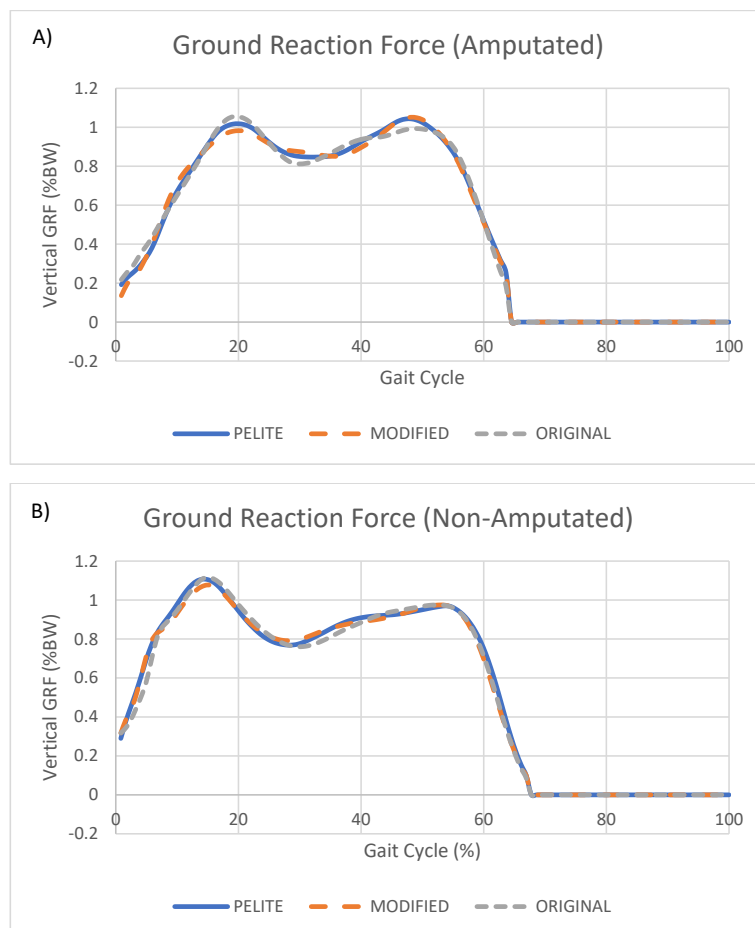 A)
Ground Reaction Force (Amputated)
Vertical GRF (%BW)
1.2
1
0.8
0.6
0.4
0.2
0
-0.2
0 20 40 60 80 100
Gait Cycle
PELITE MODIFIED ORIGINAL
B)
Ground Reaction Force (Non-Amputated)
Vertical GRF (%BW)
1.2
1
0.8
0.6
0.4
0.2
0
-0.2
0 20 40 60 80 100
Gait Cycle (%)
PELITE MODIFIED ORIGINAL